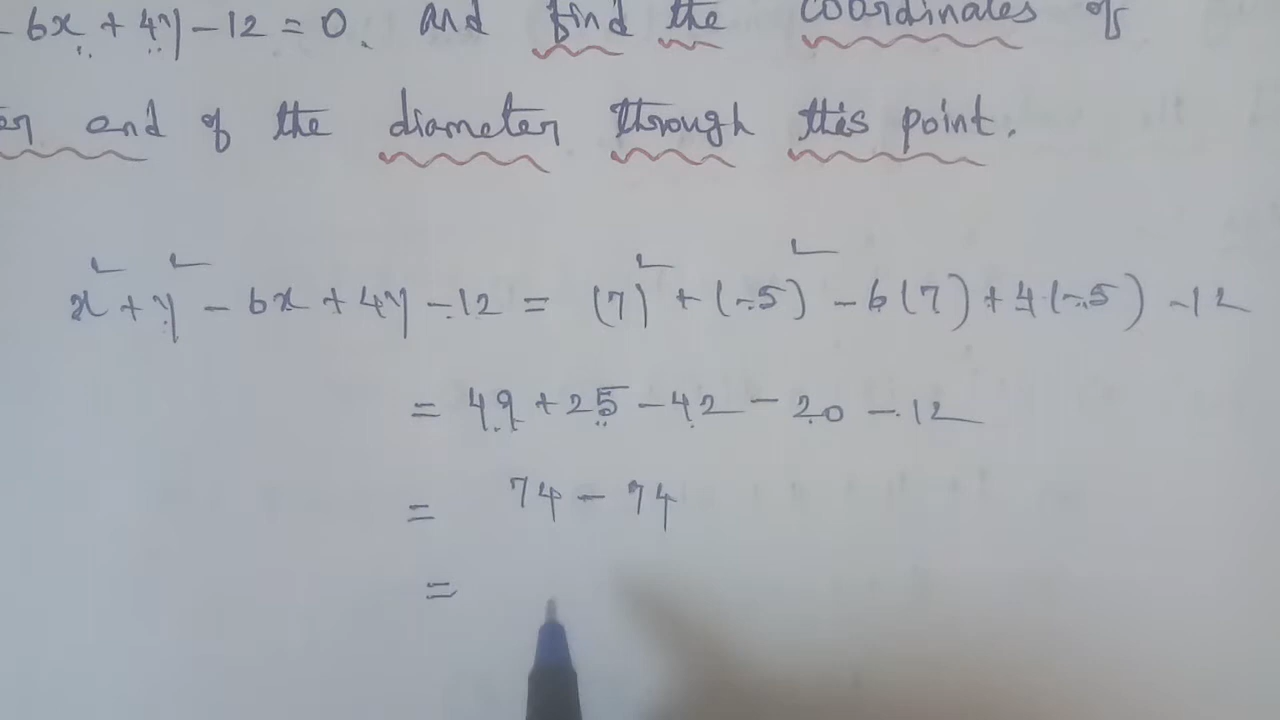 - 6x + 4y - 12 = 0. and find the coordinates of
er end of the diameter through this point.
x² + y² - 6x + 4y - 12 = (7)² + (-5)² - 6(7) + 4(-5) - 12
= 49 + 25 - 42 - 20 - 12
= 74 - 74
=